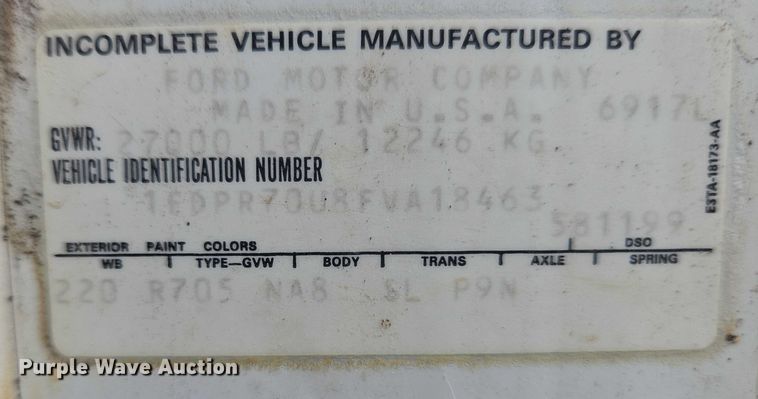 INCOMPLETE VEHICLE MANUFACTURED BY
FORD MOTOR COMPANY
MADE IN U.S.A. 6917L
GVWR: 27000 LB/ 12246 KG
VEHICLE IDENTIFICATION NUMBER
1FDPR70U8FVA18463
581199
EXTERIOR PAINT COLORS DSO
WB TYPE—GVW BODY TRANS AXLE SPRING
220 R705 NA8 SL P9N
E3TA-18173-AA
Purple Wave Auction